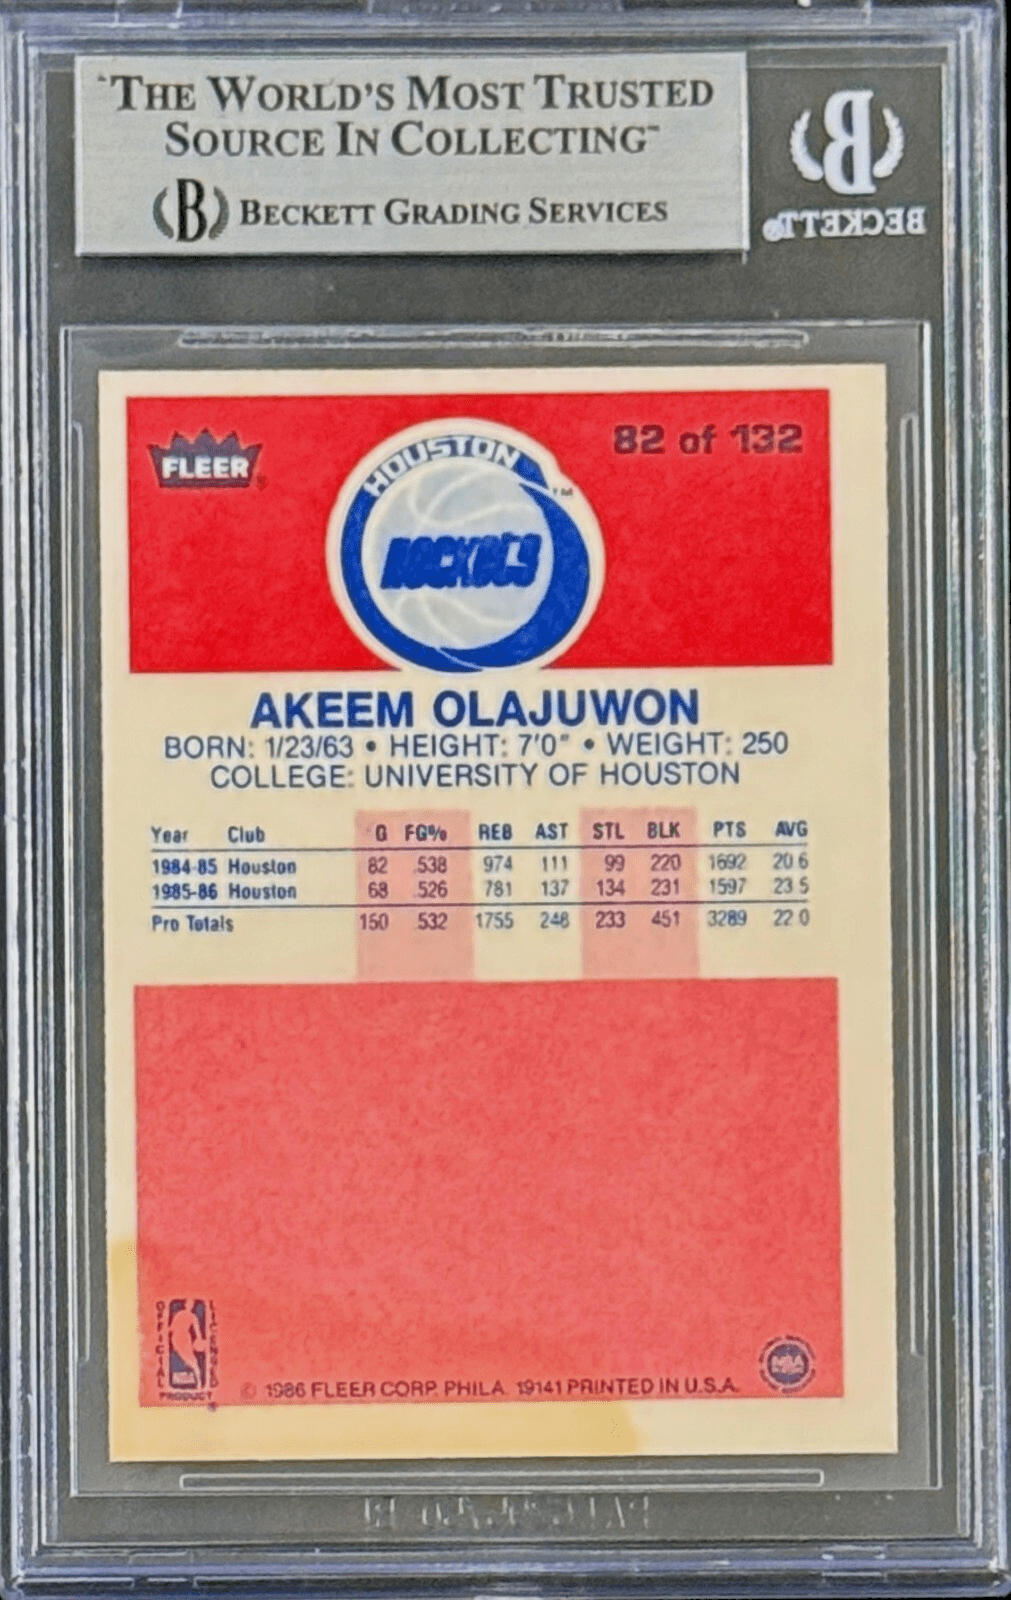 "THE WORLD'S MOST TRUSTED
SOURCE IN COLLECTING"™
B BECKETT GRADING SERVICES
B
BECKETT®
FLEER®
82 of 132
HOUSTON
ROCKETS
™
AKEEM OLAJUWON
BORN: 1/23/63 • HEIGHT: 7'0" • WEIGHT: 250
COLLEGE: UNIVERSITY OF HOUSTON
Year Club G FG% REB AST STL BLK PTS AVG
1984-85 Houston 82 .538 974 111 99 220 1692 20.6
1985-86 Houston 68 .526 781 137 134 231 1597 23.5
Pro Totals 150 .532 1755 248 233 451 3289 22.0
OFFICIAL
LICENSED
NBA
PRODUCT
®
© 1986 FLEER CORP. PHILA. 19141 PRINTED IN U.S.A.
NBA